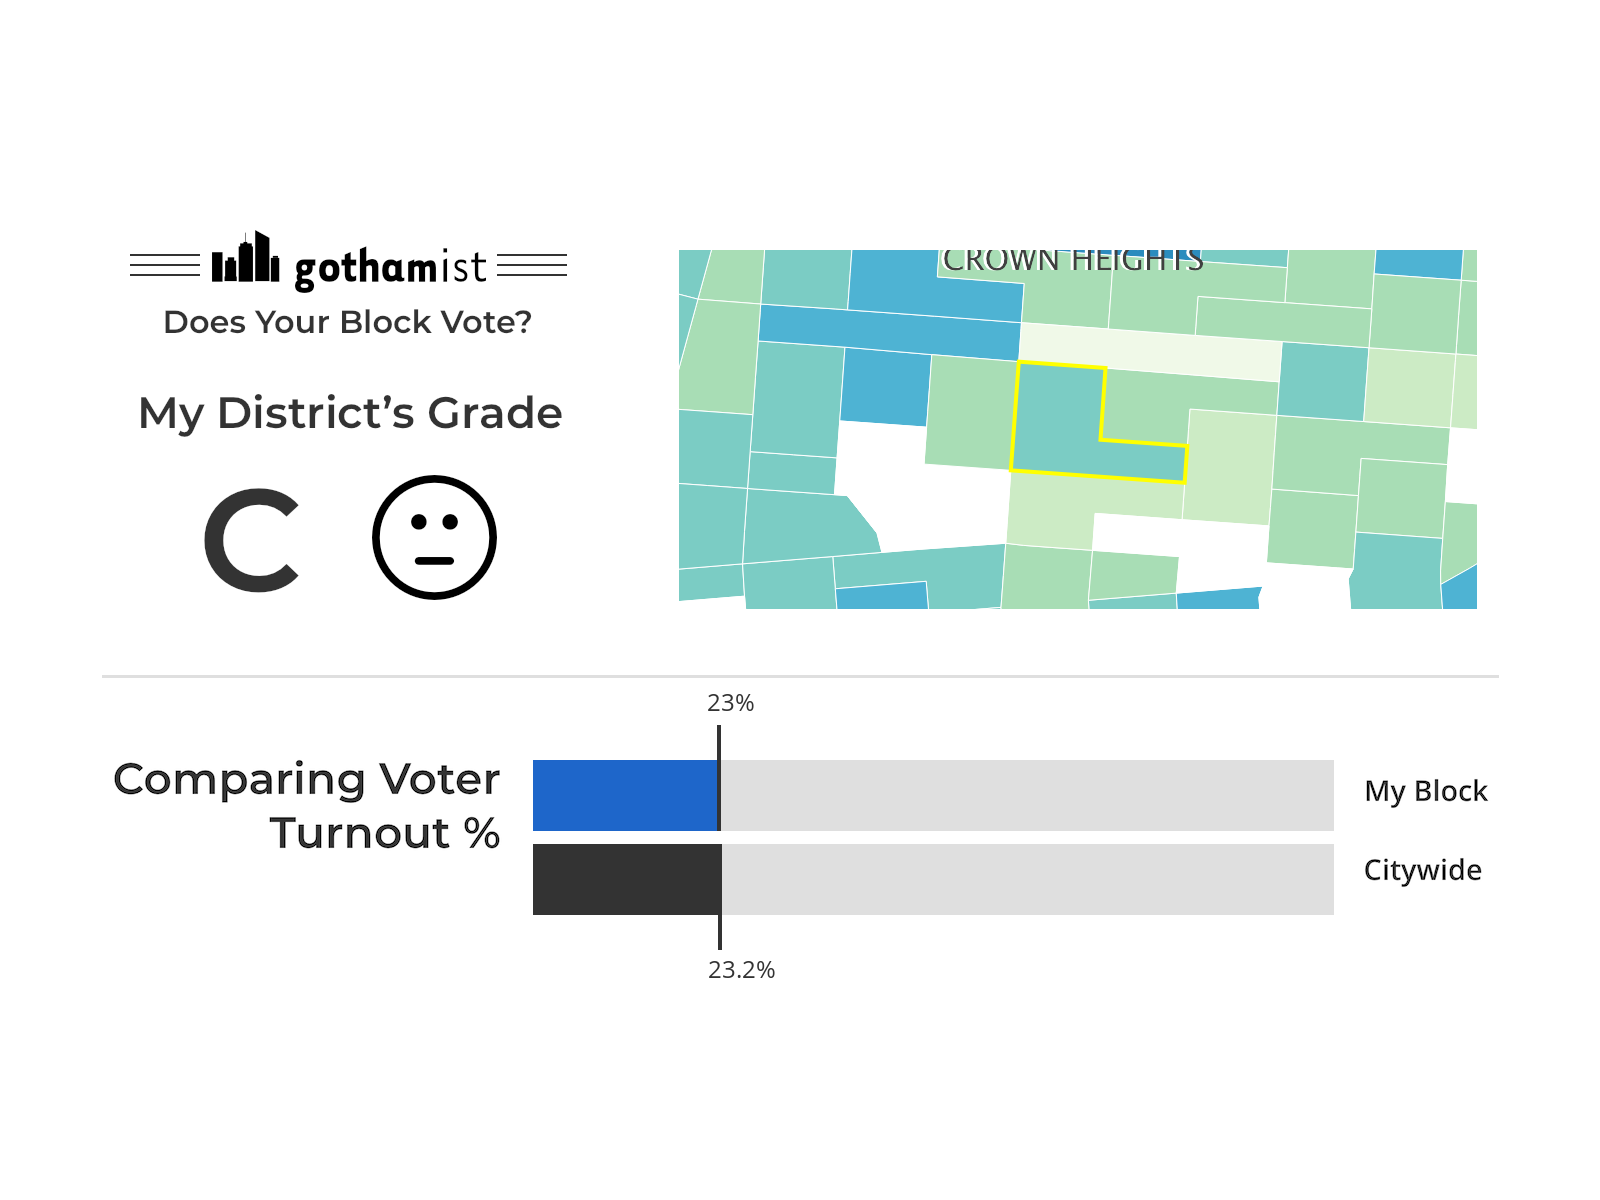 gothamist
Does Your Block Vote?
My District’s Grade
C
CROWN HEIGHTS
23%
Comparing Voter
Turnout %
My Block
Citywide
23.2%